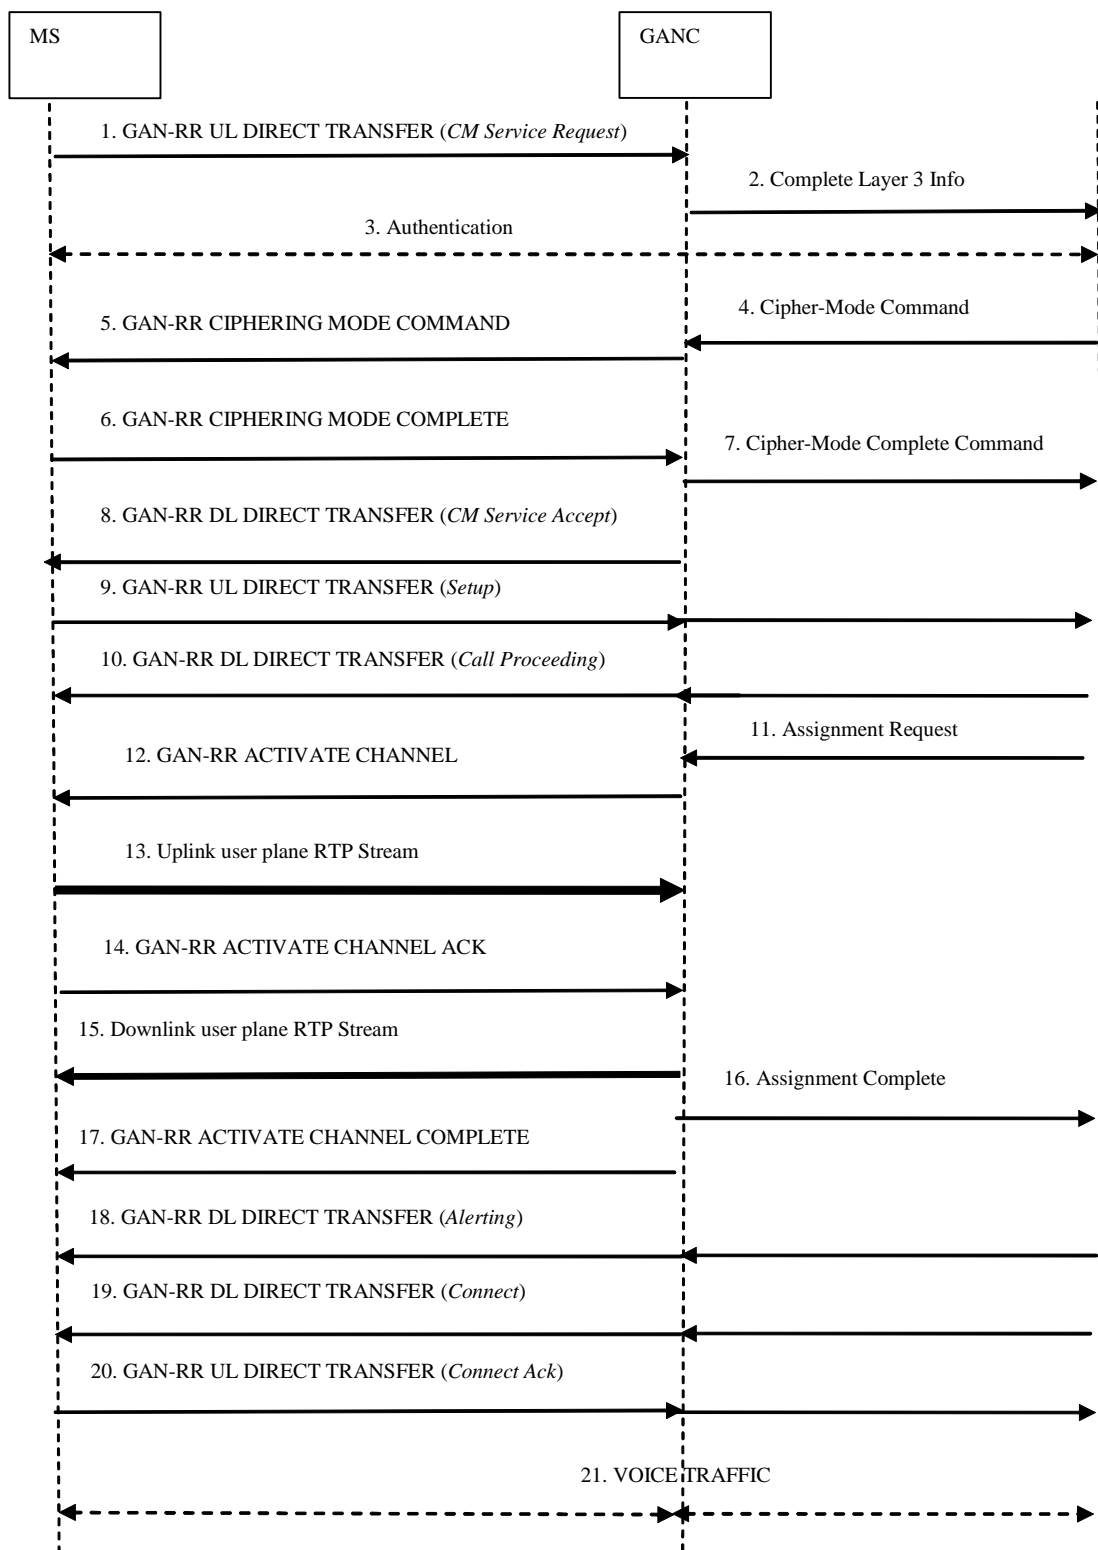 MS
GANC
1. GAN-RR UL DIRECT TRANSFER (CM Service Request)
2. Complete Layer 3 Info
3. Authentication
4. Cipher-Mode Command
5. GAN-RR CIPHERING MODE COMMAND
6. GAN-RR CIPHERING MODE COMPLETE
7. Cipher-Mode Complete Command
8. GAN-RR DL DIRECT TRANSFER (CM Service Accept)
9. GAN-RR UL DIRECT TRANSFER (Setup)
10. GAN-RR DL DIRECT TRANSFER (Call Proceeding)
11. Assignment Request
12. GAN-RR ACTIVATE CHANNEL
13. Uplink user plane RTP Stream
14. GAN-RR ACTIVATE CHANNEL ACK
15. Downlink user plane RTP Stream
16. Assignment Complete
17. GAN-RR ACTIVATE CHANNEL COMPLETE
18. GAN-RR DL DIRECT TRANSFER (Alerting)
19. GAN-RR DL DIRECT TRANSFER (Connect)
20. GAN-RR UL DIRECT TRANSFER (Connect Ack)
21. VOICE TRAFFIC